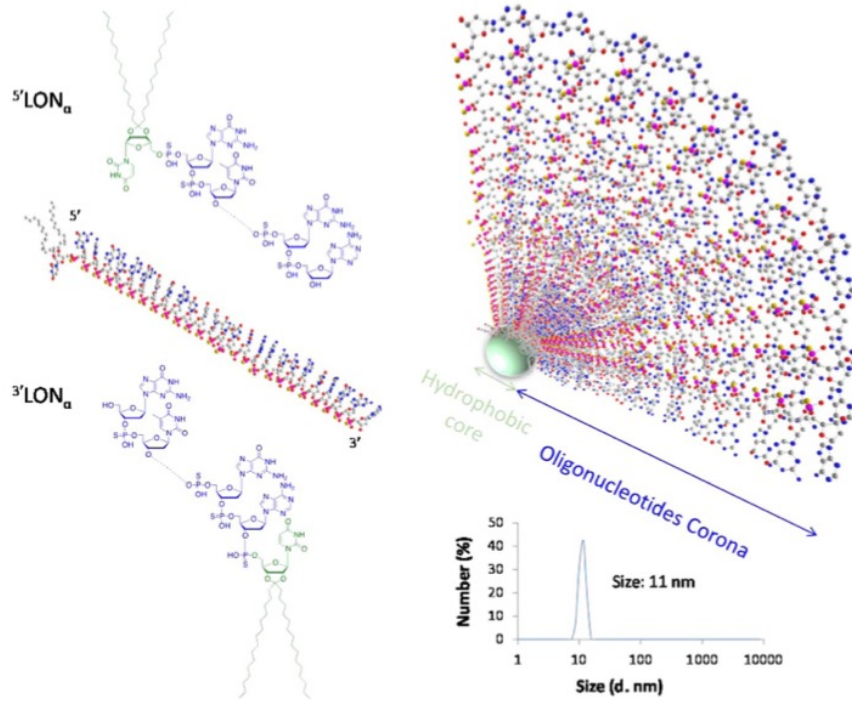 5'LONα
5'
3'LONα
3'
Hydrophobic
core
Oligonucleotides Corona
Number (%)
50
40
30
20
10
0
Size: 11 nm
1
10
100
1000
10000
Size (d. nm)